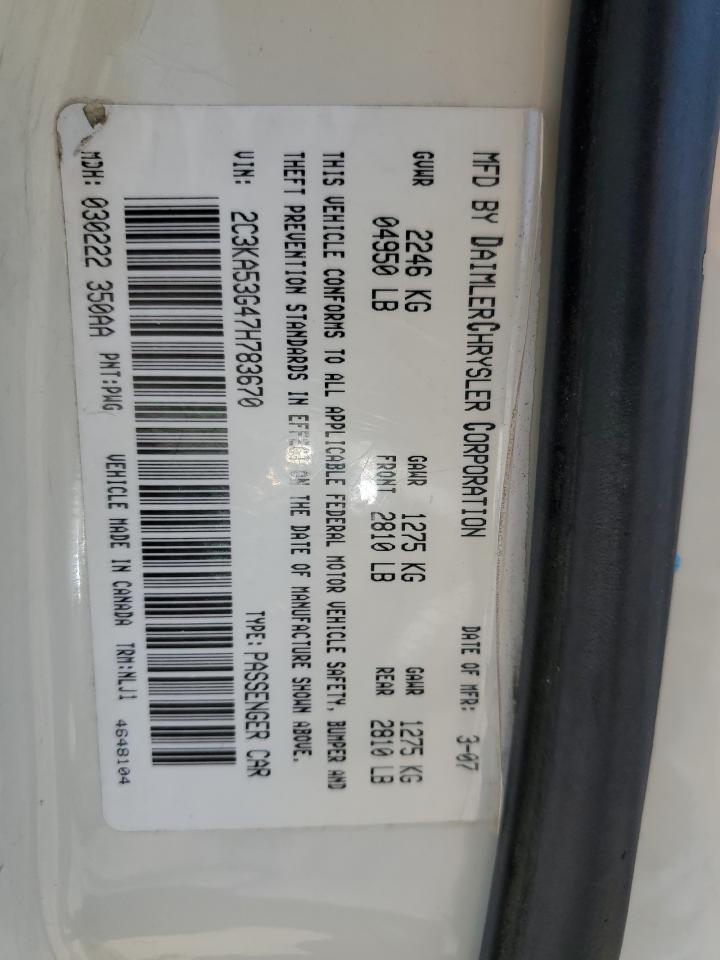 MFD BY DAIMLERCHRYSLER CORPORATION DATE OF MFR: 3-07
GVWR 2246 KG GAWR 1275 KG GAWR 1275 KG
04950 LB FRONT 2810 LB REAR 2810 LB
THIS VEHICLE CONFORMS TO ALL APPLICABLE FEDERAL MOTOR VEHICLE SAFETY, BUMPER AND
THEFT PREVENTION STANDARDS IN EFFECT ON THE DATE OF MANUFACTURE SHOWN ABOVE.
VIN: 2C3KA53G47H783670 TYPE: PASSENGER CAR
MDH: 030222 350AA PNT:PWG VEHICLE MADE IN CANADA TRM:NLJ1 4648104